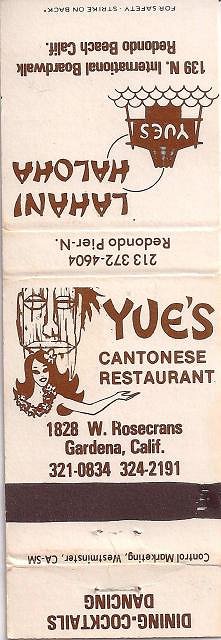 FOR SAFETY · STRIKE ON BACK
139 N. International Boardwalk
Redondo Beach Calif.
YUE'S
LAHANI
HALOHA
213 372-4604
Redondo Pier-N.
YUE'S
CANTONESE
RESTAURANT
1828 W. Rosecrans
Gardena, Calif.
321-0834 324-2191
Control Marketing, Westminster, CA-SM
DINING·COCKTAILS
DANCING